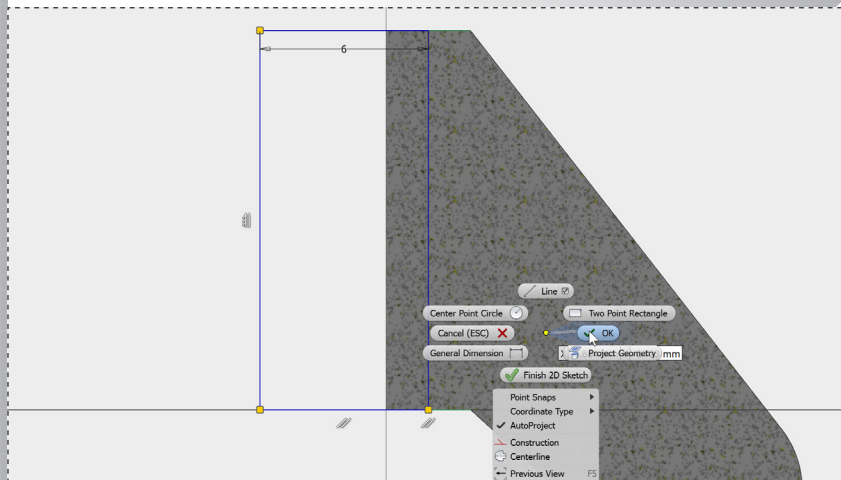 6
Line
Center Point Circle
Two Point Rectangle
Cancel (ESC)
OK
General Dimension
Project Geometry
mm
Finish 2D Sketch
Point Snaps
Coordinate Type
AutoProject
Construction
Centerline
Previous View F5